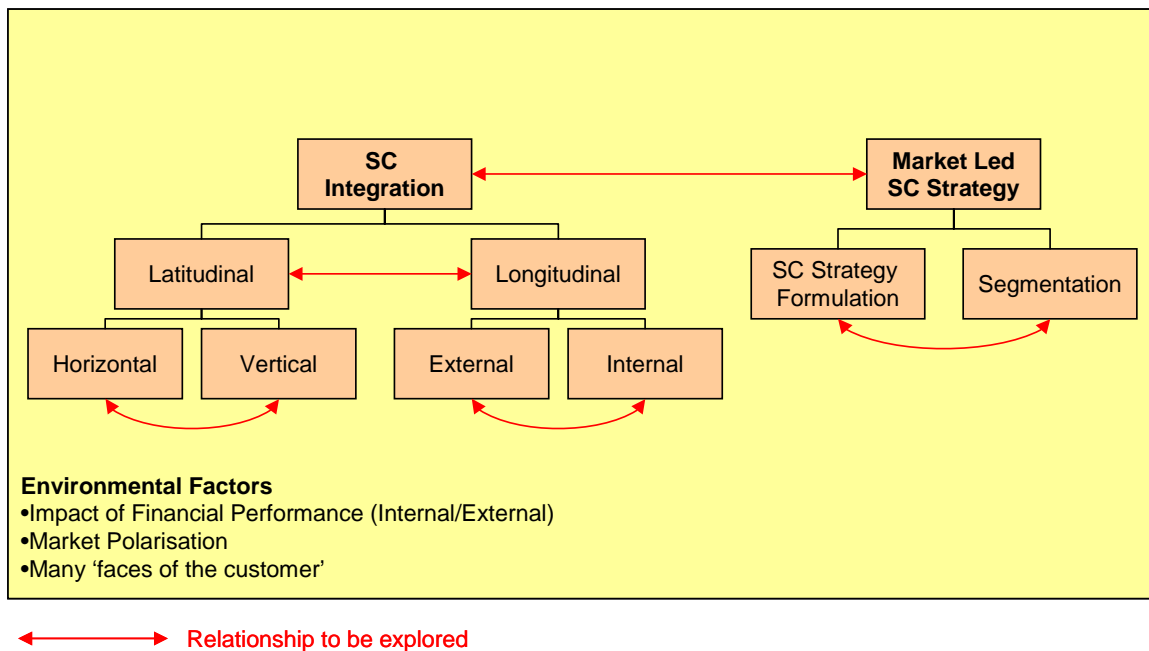 SC
Integration
Market Led
SC Strategy
Latitudinal
Longitudinal
SC Strategy
Formulation
Segmentation
Horizontal
Vertical
External
Internal
Environmental Factors
•Impact of Financial Performance (Internal/External)
•Market Polarisation
•Many ‘faces of the customer’
Relationship to be explored